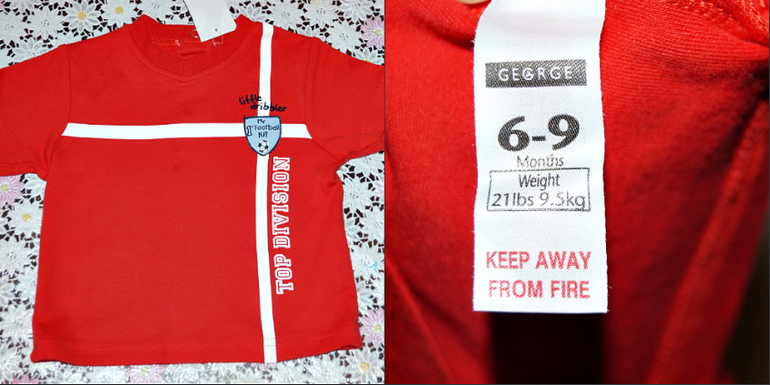 little
dribbler
My
1st football
Kit
TOP DIVISION
GEORGE
6-9
Months
Weight
21lbs 9.5kg
KEEP AWAY
FROM FIRE